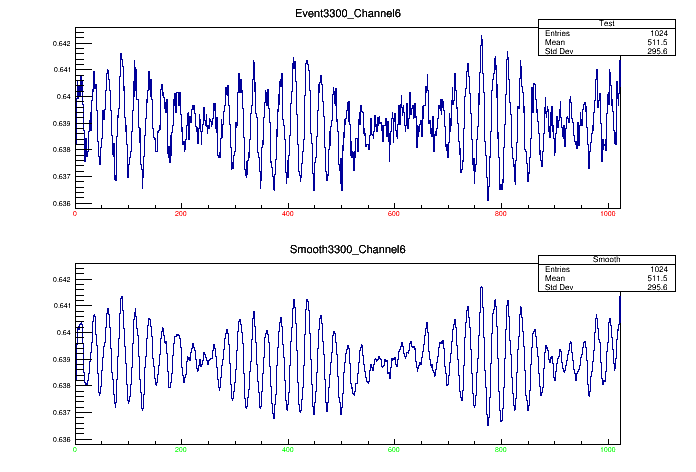 Event3300_Channel6
Test
Entries 1024
Mean 511.5
Std Dev 295.6
0.642
0.641
0.64
0.639
0.638
0.637
0.636
0 200 400 600 800 1000
Smooth3300_Channel6
Smooth
Entries 1024
Mean 511.5
Std Dev 295.6
0.642
0.641
0.64
0.639
0.638
0.637
0.636
0 200 400 600 800 1000